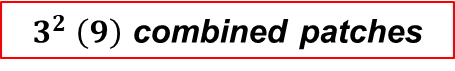 3² (9) combined patches